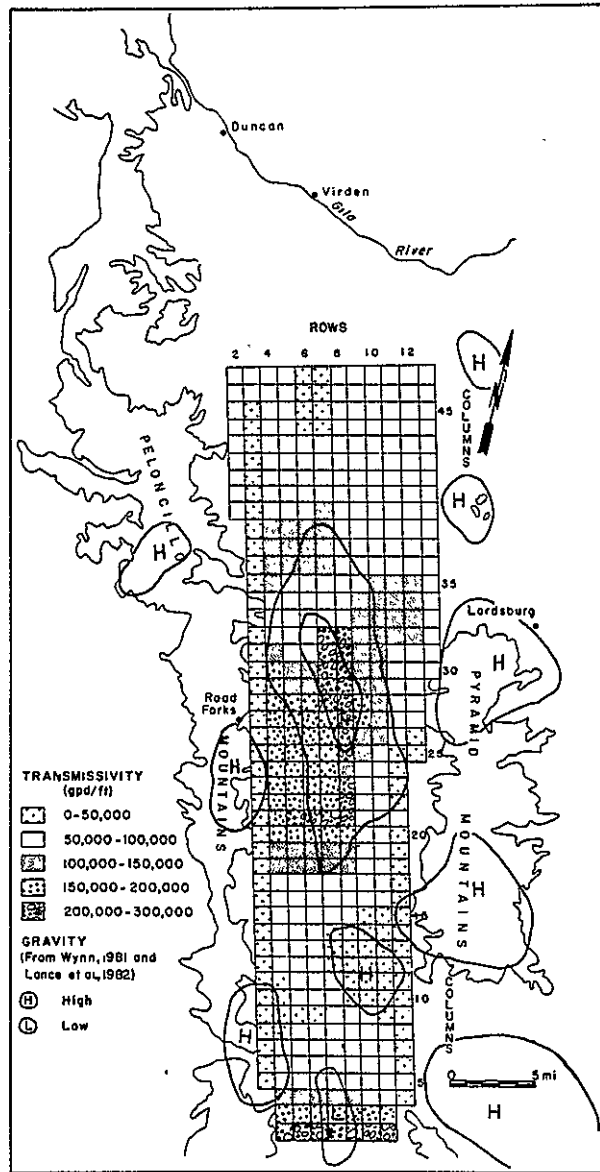 Duncan
Virden
Gila
River
ROWS
2 4 6 8 10 12
H
COLUMNS
45
H
PELONCILLO
H
35
Lordsburg
H
30
PYRAMID
Road
Forks
25
H
MOUNTAINS
TRANSMISSIVITY
(gpd/ft)
0-50,000
50,000-100,000
100,000-150,000
150,000-200,000
200,000-300,000
20
H
MOUNTAINS
GRAVITY
(From Wynn, 1981 and
Lance et al, 1982)
H High
L Low
H
10
COLUMNS
H
5
0 5 mi
H